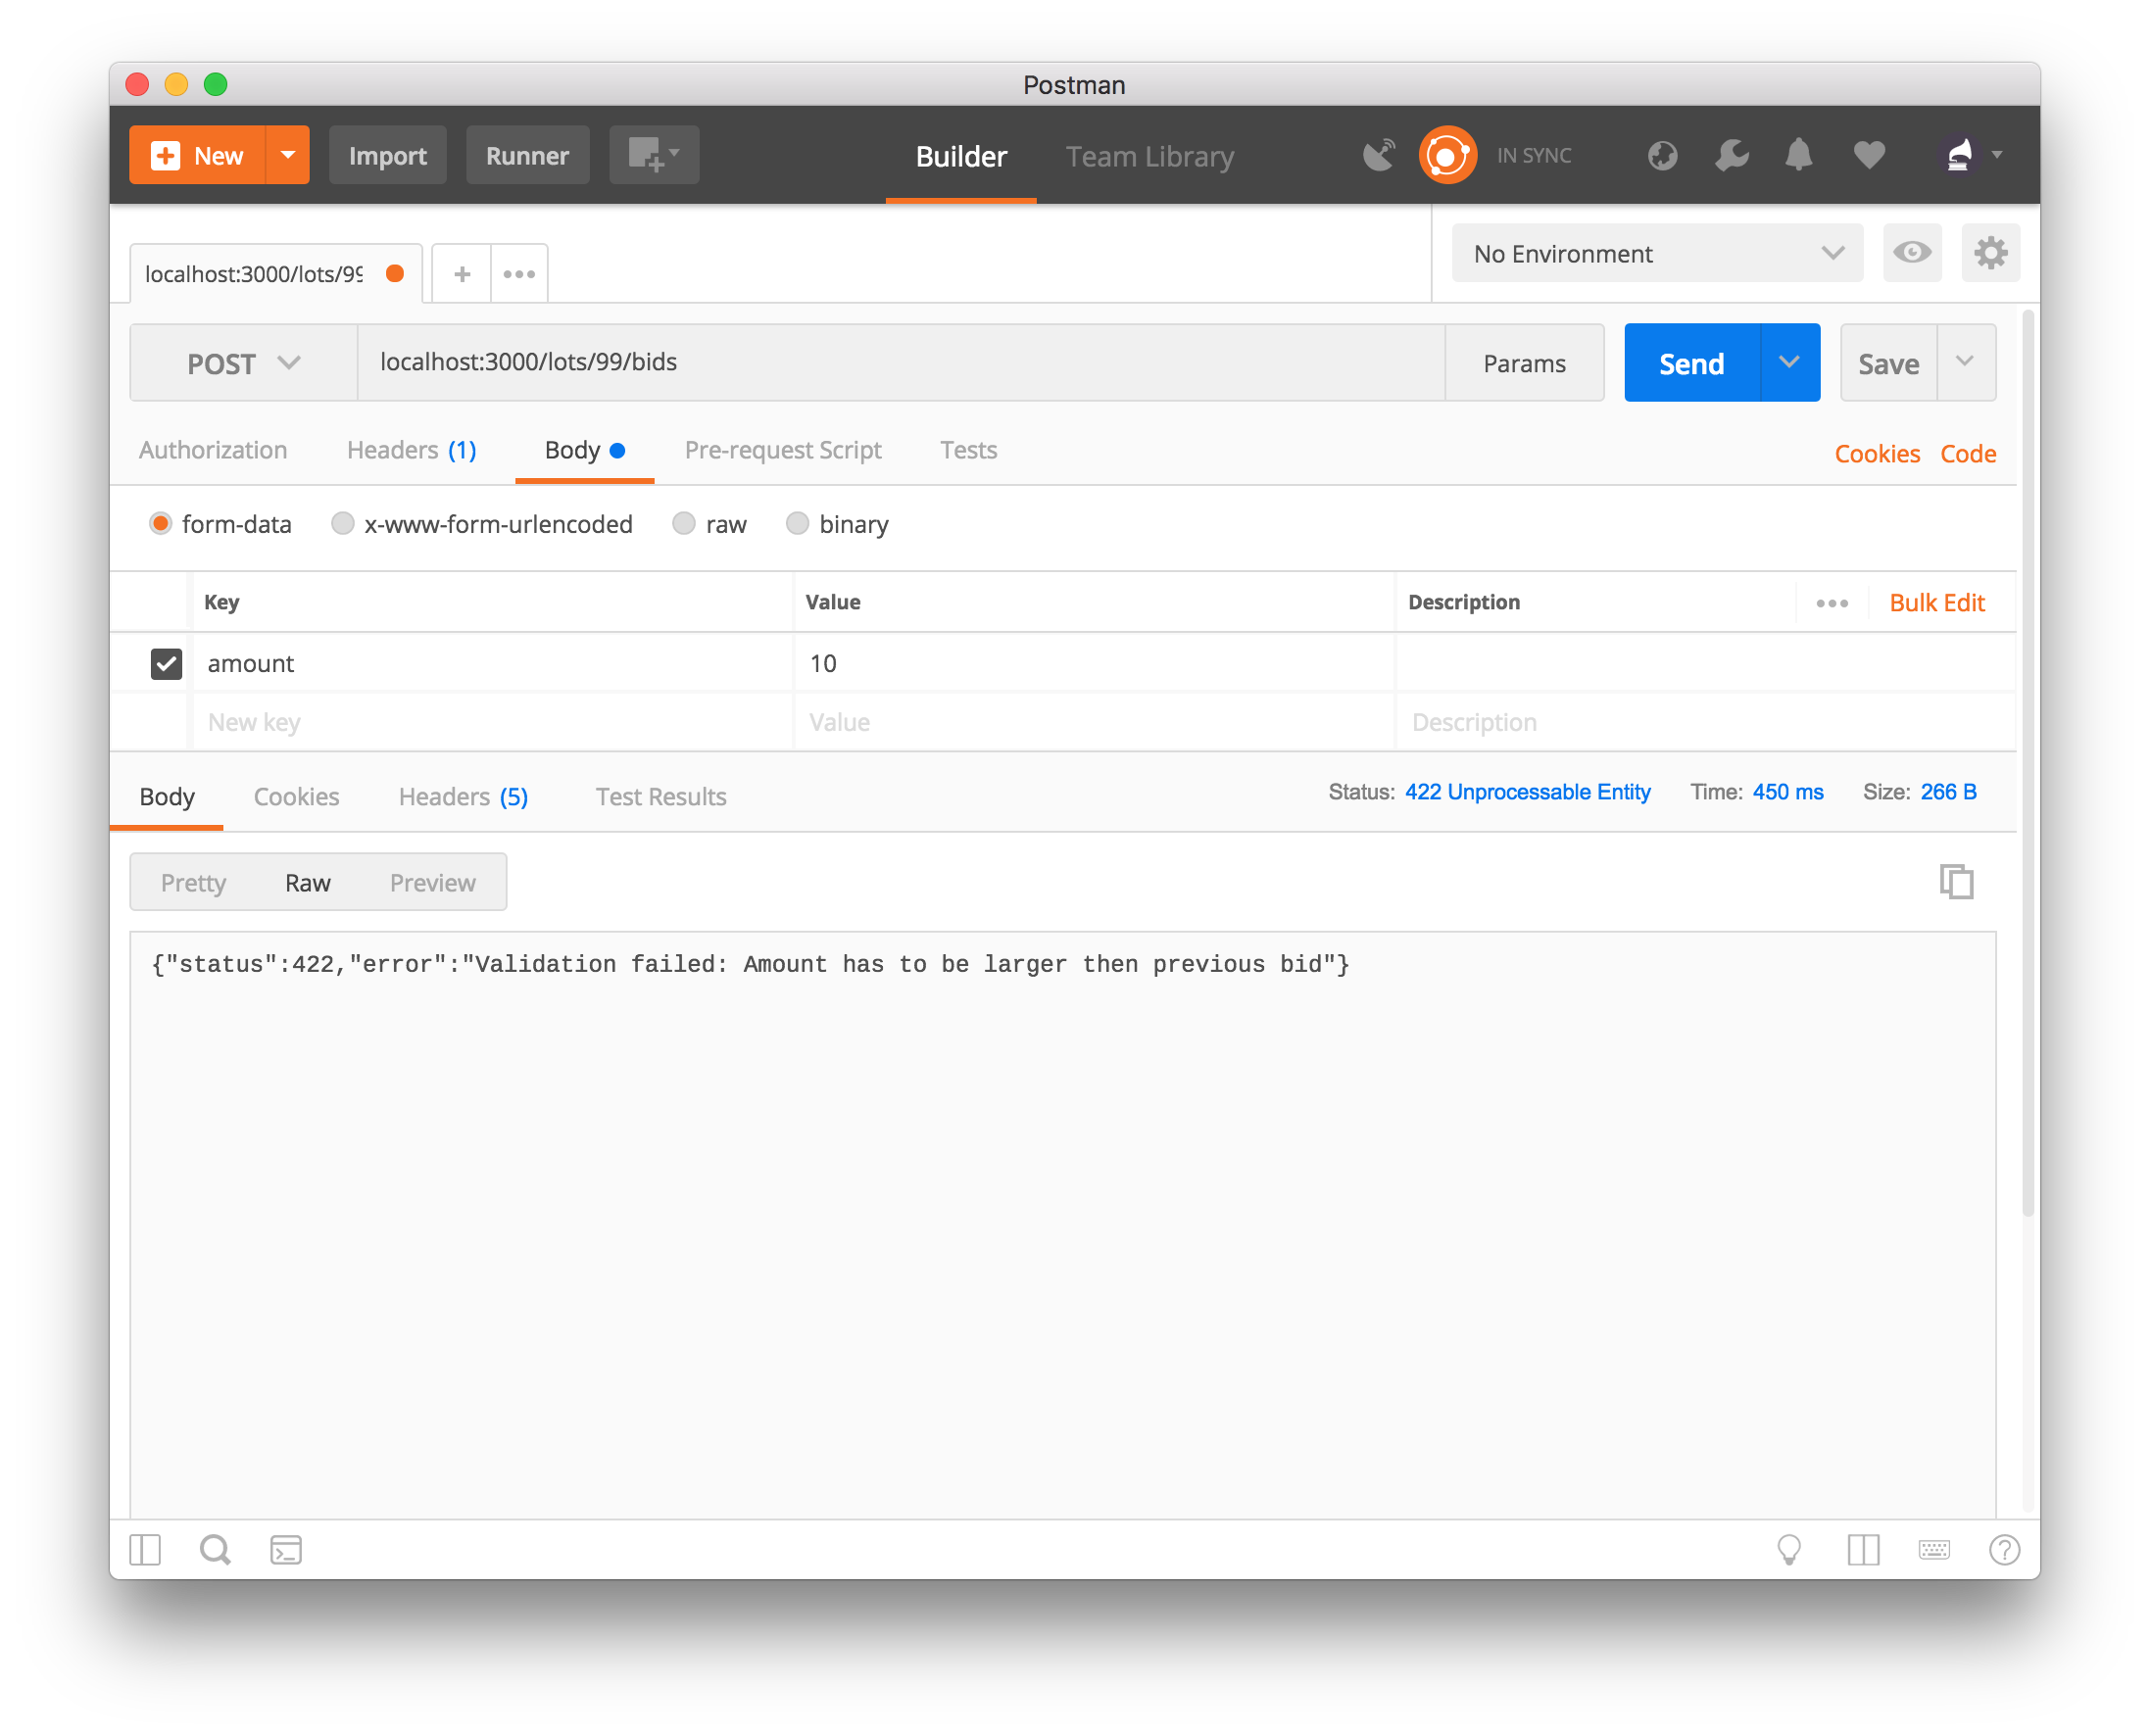 Postman
New Import Runner Builder Team Library IN SYNC
localhost:3000/lots/99 + No Environment
POST localhost:3000/lots/99/bids Params Send Save
Authorization Headers (1) Body Pre-request Script Tests Cookies Code
form-data x-www-form-urlencoded raw binary
Key Value Description Bulk Edit
amount 10
New key Value Description
Body Cookies Headers (5) Test Results Status: 422 Unprocessable Entity Time: 450 ms Size: 266 B
Pretty Raw Preview
{"status":422,"error":"Validation failed: Amount has to be larger then previous bid"}